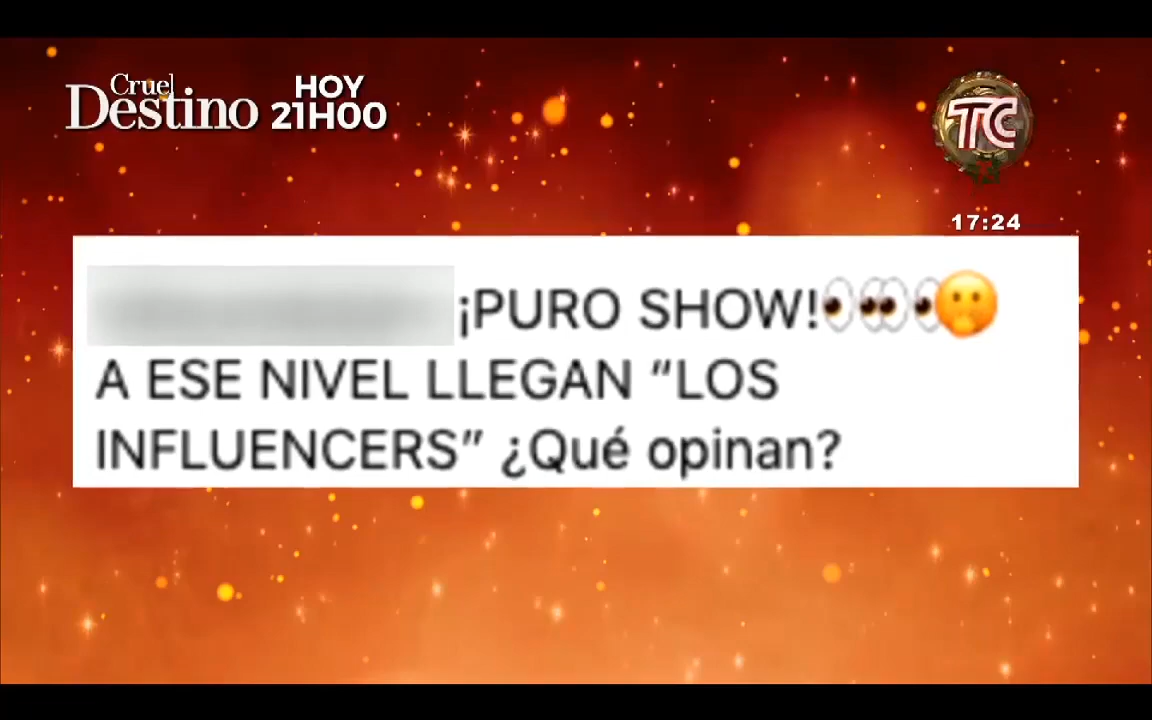 Cruel
Destino
HOY
21H00
TC
17:24
¡PURO SHOW!👀👀👀🤫
A ESE NIVEL LLEGAN “LOS
INFLUENCERS” ¿Qué opinan?